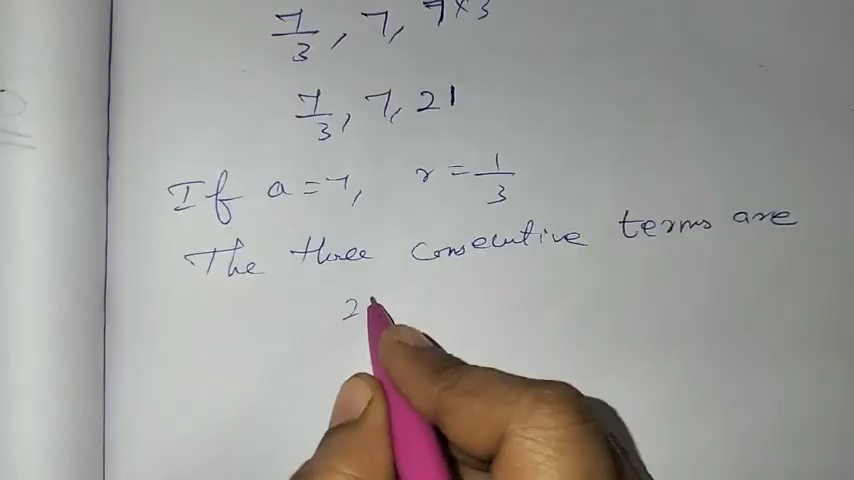 7/3, 7, 7×3
7/3, 7, 21
If a = 7, r = 1/3
The three consecutive terms are
2